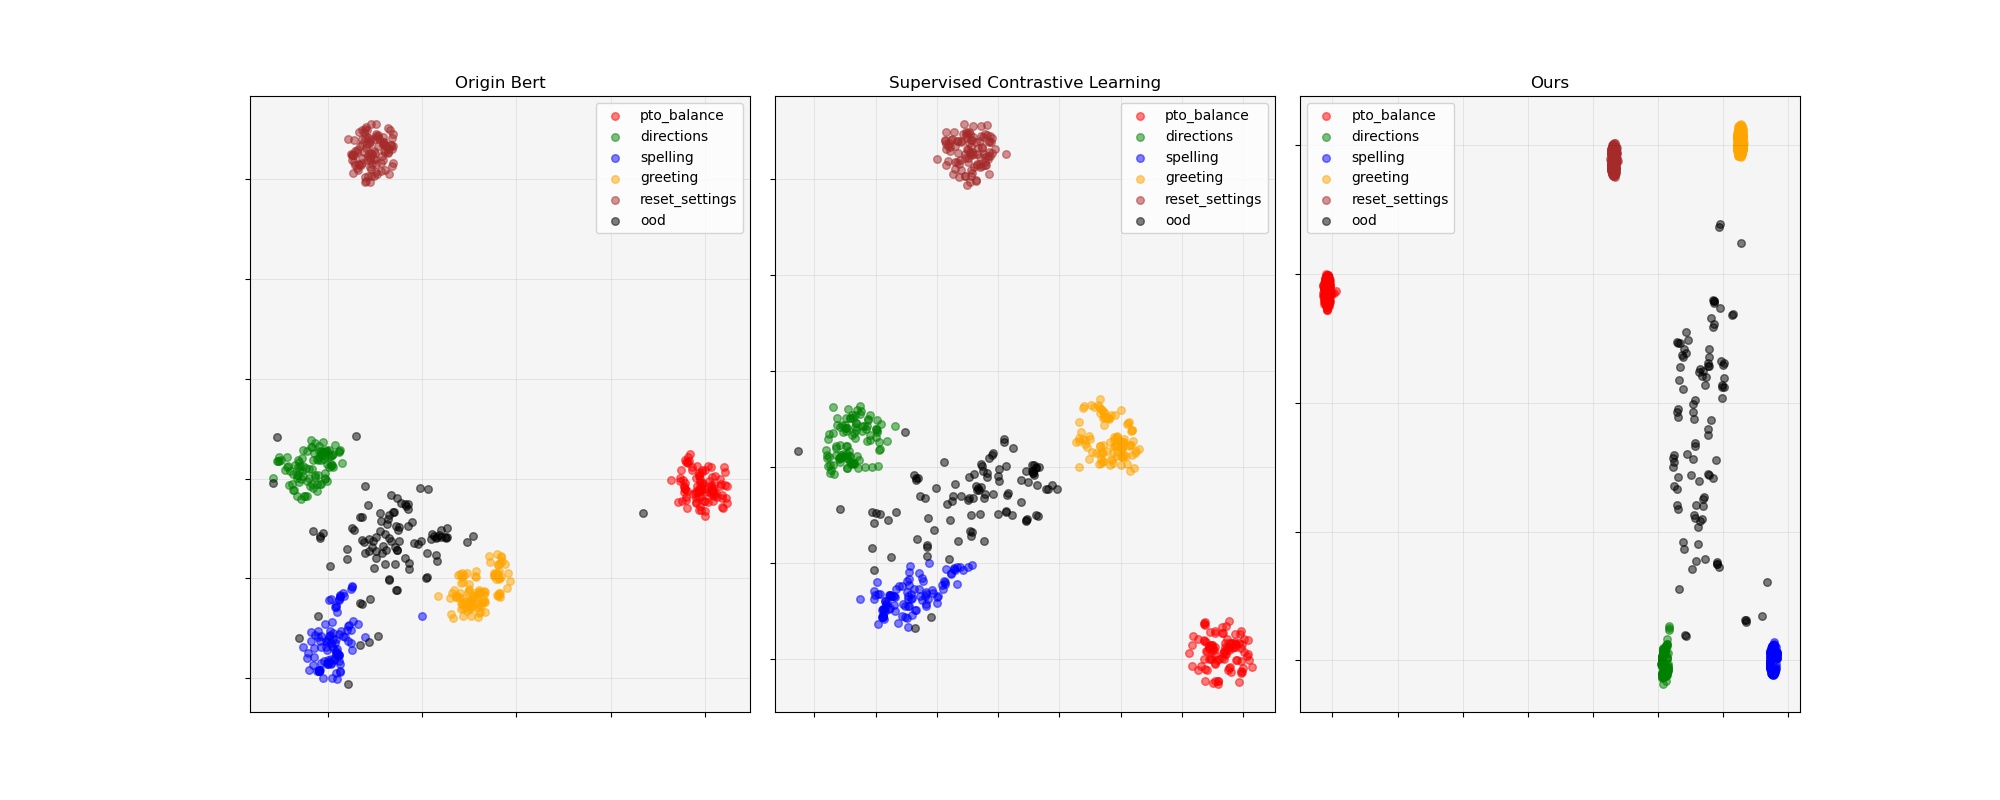 Origin Bert
pto_balance
directions
spelling
greeting
reset_settings
ood
Supervised Contrastive Learning
pto_balance
directions
spelling
greeting
reset_settings
ood
Ours
pto_balance
directions
spelling
greeting
reset_settings
ood